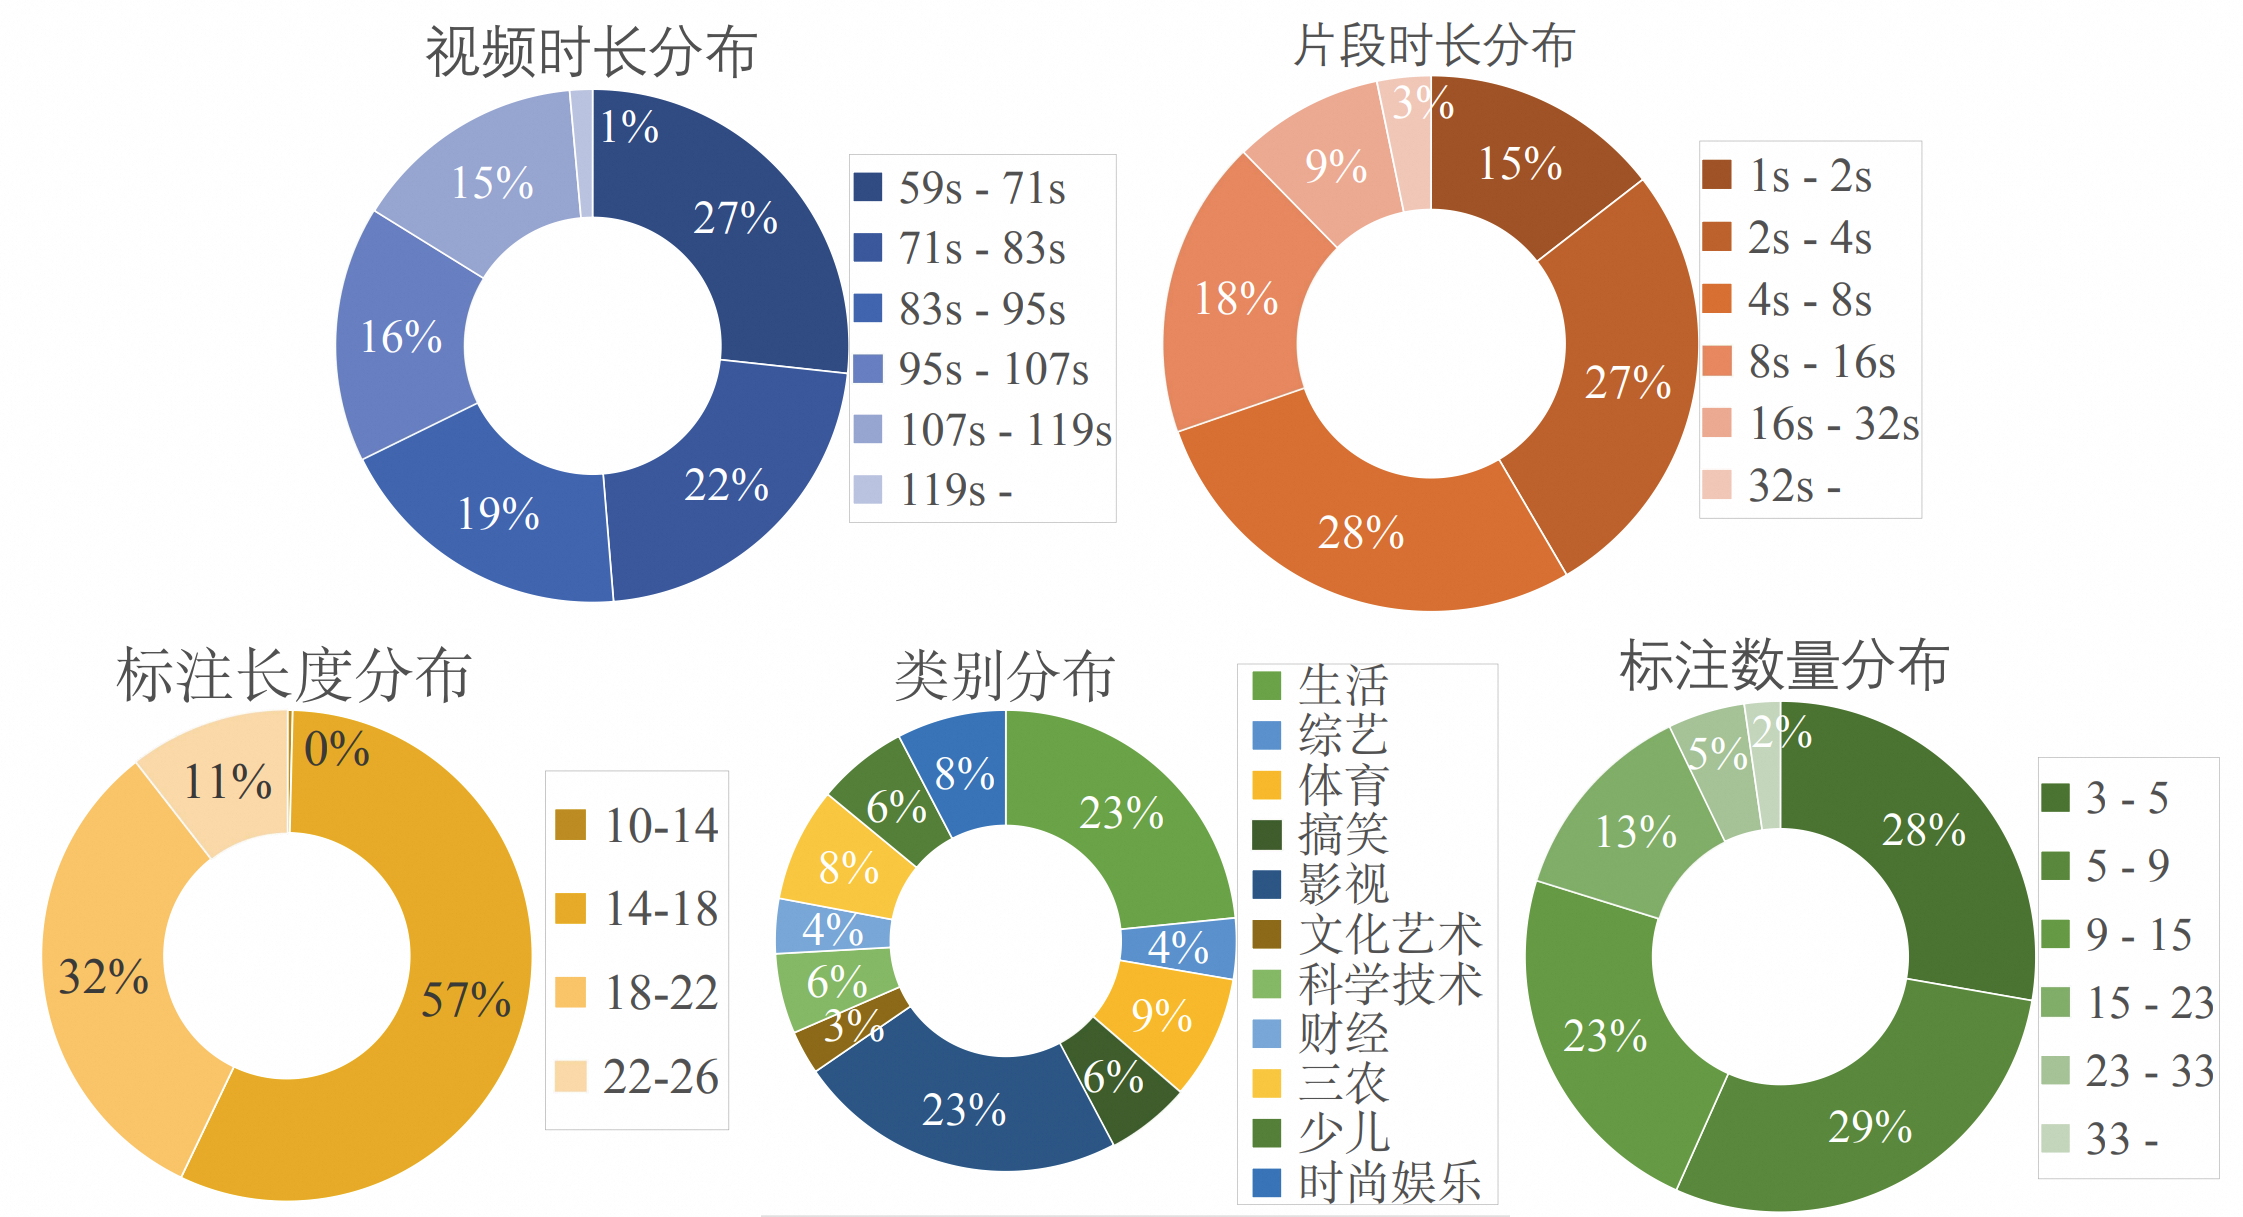 视频时长分布
1%
27%
22%
19%
16%
15%
59s - 71s
71s - 83s
83s - 95s
95s - 107s
107s - 119s
119s -
片段时长分布
3%
15%
27%
28%
18%
9%
1s - 2s
2s - 4s
4s - 8s
8s - 16s
16s - 32s
32s -
标注长度分布
0%
57%
32%
11%
10-14
14-18
18-22
22-26
类别分布
23%
4%
9%
6%
23%
3%
6%
4%
8%
6%
8%
生活
综艺
体育
搞笑
影视
文化艺术
科学技术
财经
三农
少儿
时尚娱乐
标注数量分布
2%
28%
29%
23%
13%
5%
3 - 5
5 - 9
9 - 15
15 - 23
23 - 33
33 -